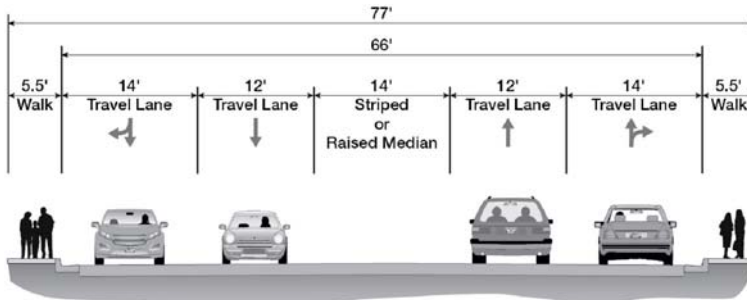 77'
66'
5.5' 14' 12' 14' 12' 14' 5.5'
Walk Travel Lane Travel Lane Striped Travel Lane Travel Lane Walk
or
Raised Median